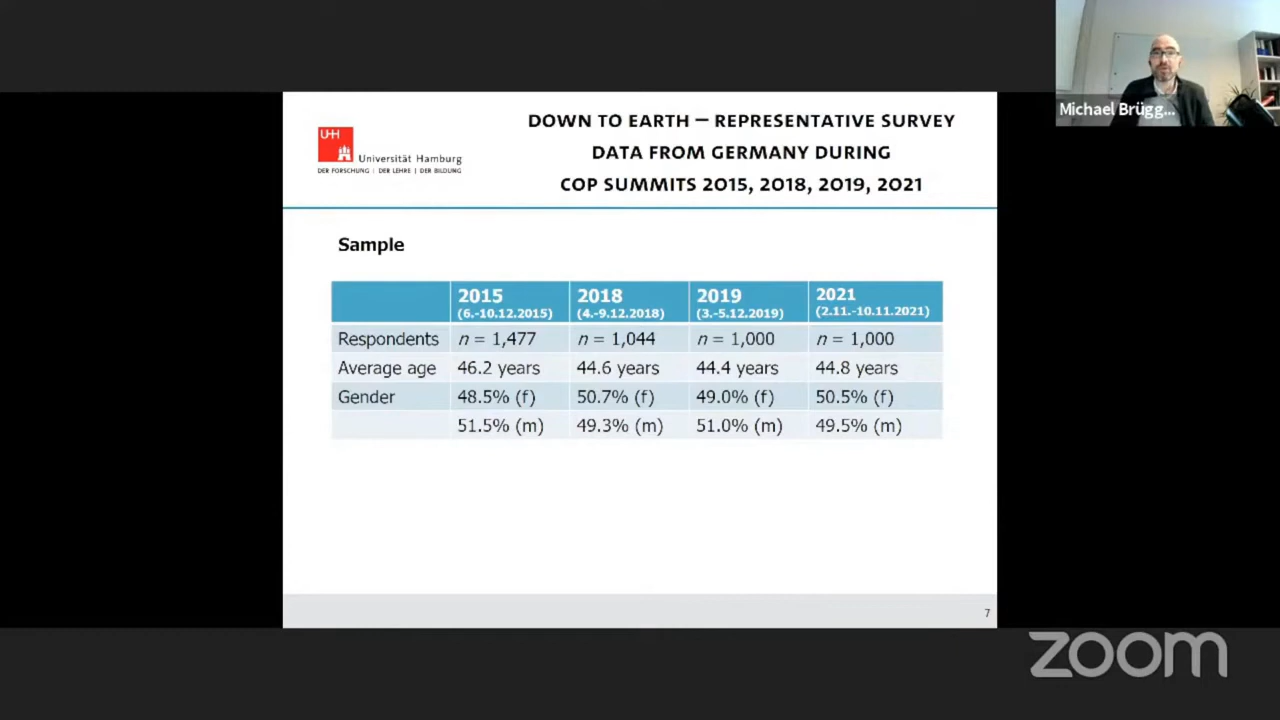 Michael Brügg...
UH
Universität Hamburg
DER FORSCHUNG | DER LEHRE | DER BILDUNG
DOWN TO EARTH – REPRESENTATIVE SURVEY
DATA FROM GERMANY DURING
COP SUMMITS 2015, 2018, 2019, 2021
Sample
2015 2018 2019 2021
(6.-10.12.2015) (4.-9.12.2018) (3.-5.12.2019) (2.11.-10.11.2021)
Respondents n = 1,477 n = 1,044 n = 1,000 n = 1,000
Average age 46.2 years 44.6 years 44.4 years 44.8 years
Gender 48.5% (f) 50.7% (f) 49.0% (f) 50.5% (f)
51.5% (m) 49.3% (m) 51.0% (m) 49.5% (m)
7
zoom